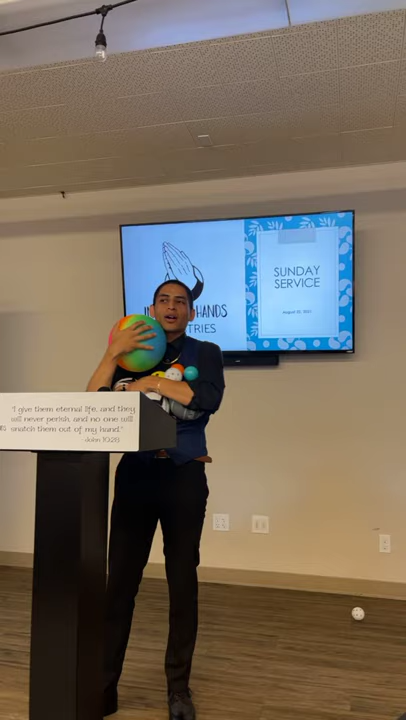 HANDS
TRIES
SUNDAY
SERVICE
"I give them eternal life, and they
will never perish, and no one will
snatch them out of my hand."
-John 10:28